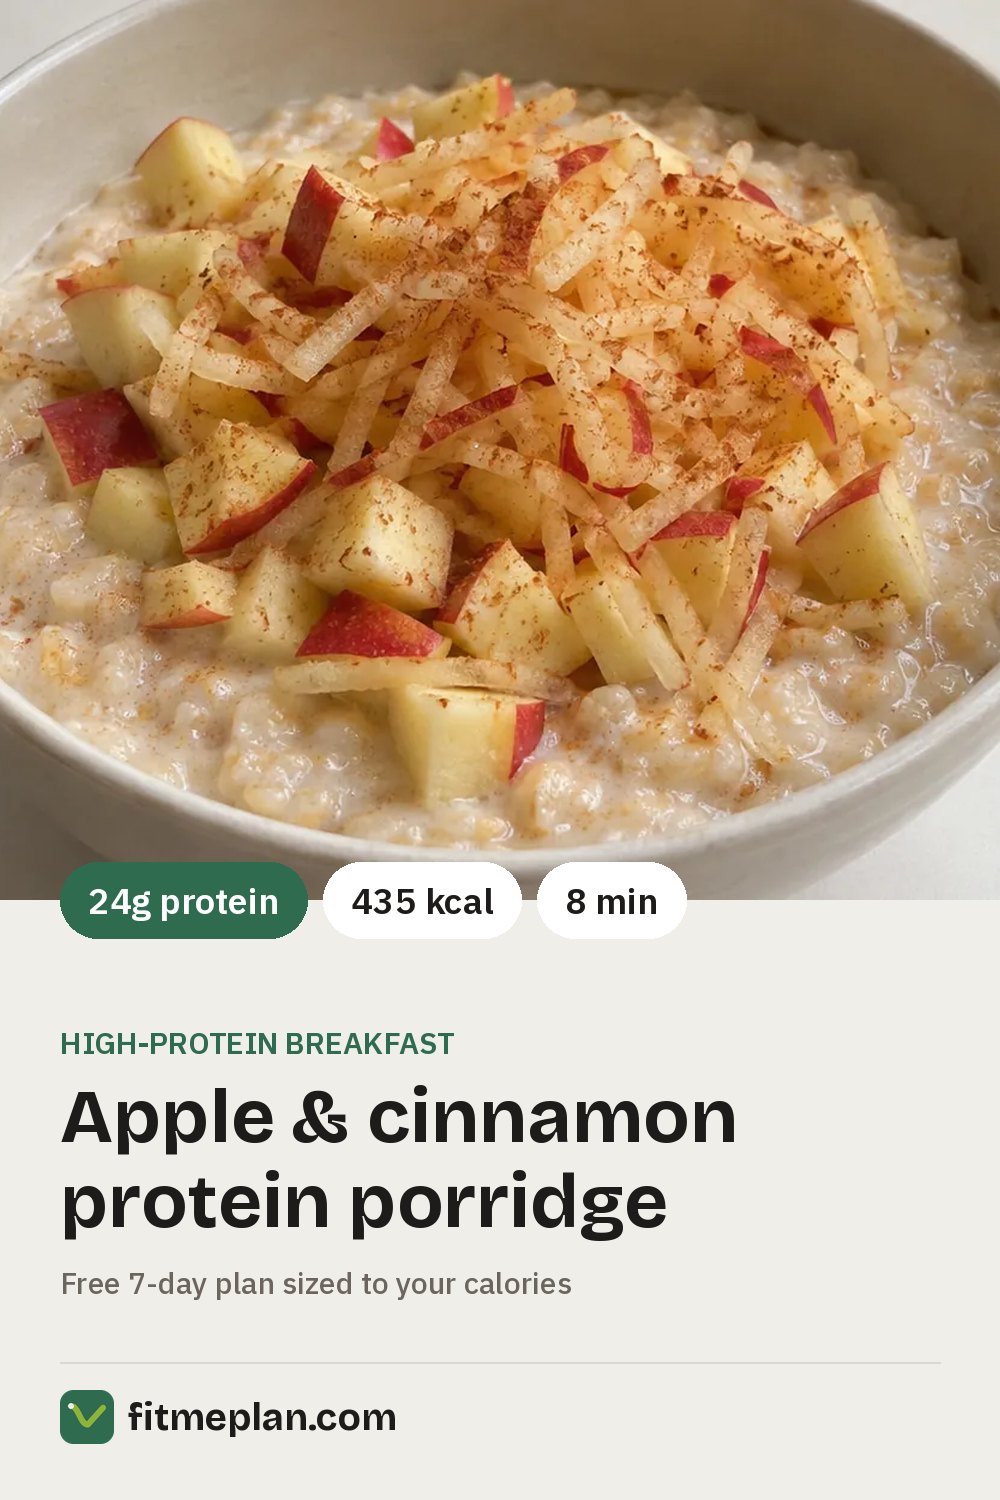 24g protein
435 kcal
8 min
HIGH-PROTEIN BREAKFAST
Apple & cinnamon
protein porridge
Free 7-day plan sized to your calories
fitmeplan.com